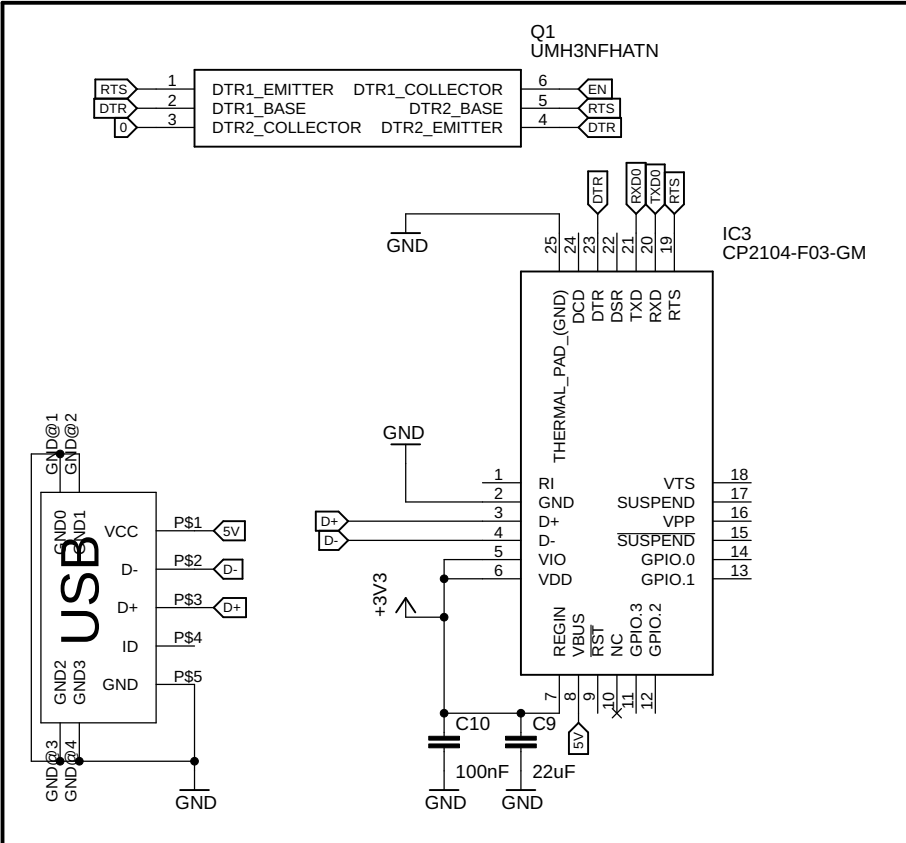 Q1
UMH3NFHATN
RTS 1 DTR1_EMITTER DTR1_COLLECTOR 6 EN
DTR 2 DTR1_BASE DTR2_BASE 5 RTS
0 3 DTR2_COLLECTOR DTR2_EMITTER 4 DTR
DTR RXD0 TXD0 RTS
GND
25 24 23 22 21 20 19
IC3
CP2104-F03-GM
THERMAL_PAD_(GND) DCD DTR DSR TXD RXD RTS
GND
1 RI VTS 18
2 GND SUSPEND 17
D+ 3 D+ VPP 16
D- 4 D- SUSPEND 15
5 VIO GPIO.0 14
6 VDD GPIO.1 13
+3V3
REGIN VBUS RST NC GPIO.3 GPIO.2
7 8 9 10 11 12
5V
C10 C9
100nF 22uF
GND GND
GND@1 GND@2
GND0 GND1
USB
VCC P$1 5V
D- P$2 D-
D+ P$3 D+
ID P$4
GND P$5
GND2 GND3
GND@3 GND@4
GND